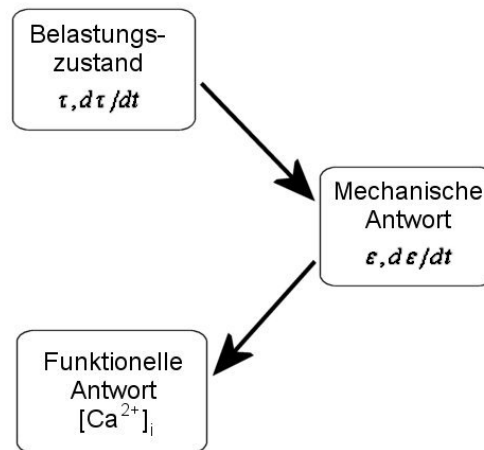 Belastungs-
zustand
τ,dτ/dt
Mechanische
Antwort
ε,dε/dt
Funktionelle
Antwort
[Ca²⁺]ᵢ